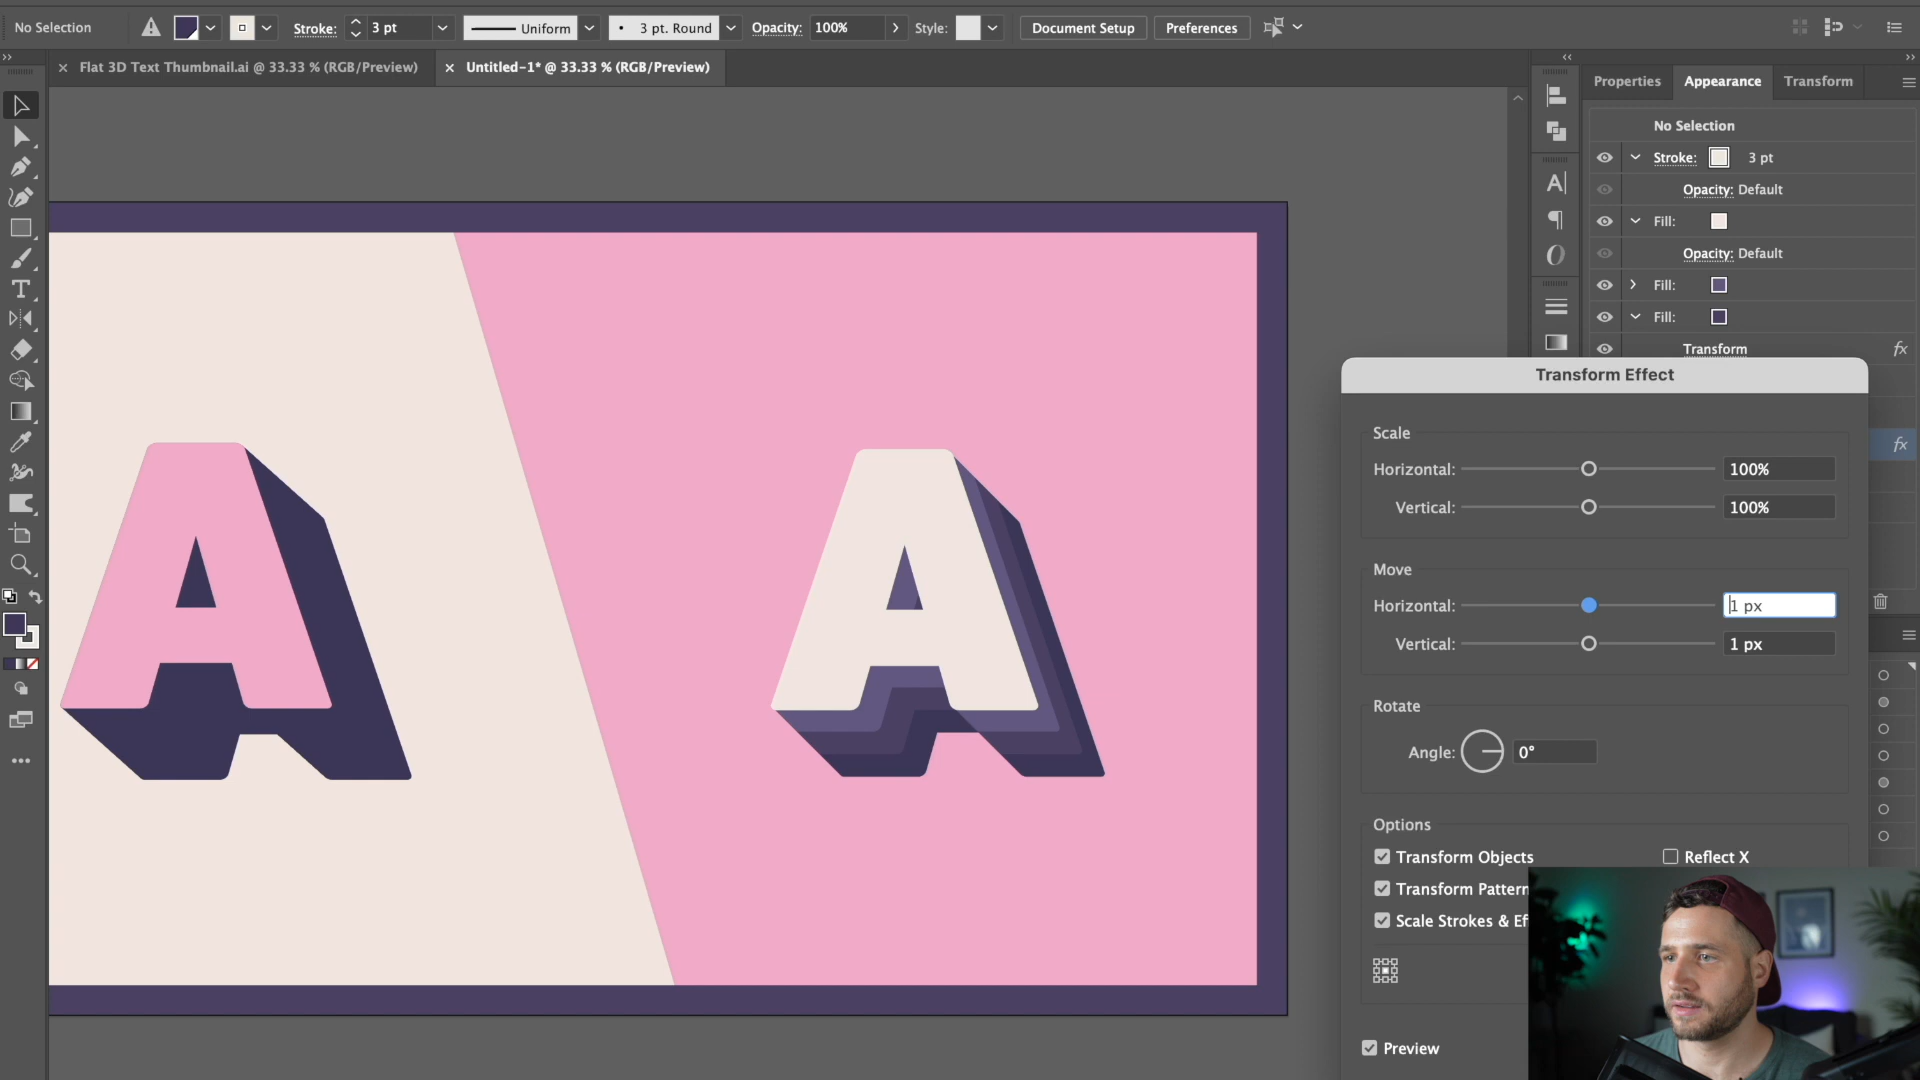 No Selection
Stroke:
3 pt
Uniform
3 pt. Round
Opacity:
100%
Style:
Document Setup
Preferences
Flat 3D Text Thumbnail.ai @ 33.33 % (RGB/Preview)
Untitled-1* @ 33.33 % (RGB/Preview)
Properties
Appearance
Transform
No Selection
Stroke:
3 pt
Opacity: Default
Fill:
Opacity: Default
Fill:
Fill:
Transform
fx
Transform Effect
Scale
fx
Horizontal:
100%
Vertical:
100%
Move
Horizontal:
1 px
Vertical:
1 px
Rotate
Angle:
0°
Options
Transform Objects
Reflect X
Transform Pattern
Scale Strokes & Ef
Preview
A
A